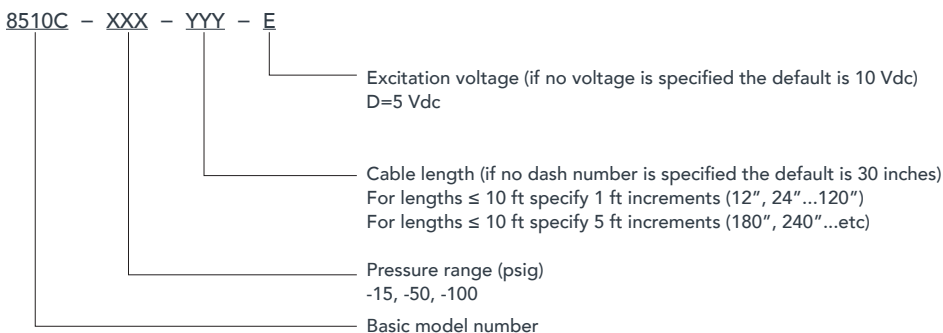 8510C – XXX – YYY – E
Excitation voltage (if no voltage is specified the default is 10 Vdc)
D=5 Vdc
Cable length (if no dash number is specified the default is 30 inches)
For lengths ≤ 10 ft specify 1 ft increments (12”, 24”...120”)
For lengths ≤ 10 ft specify 5 ft increments (180”, 240”...etc)
Pressure range (psig)
-15, -50, -100
Basic model number